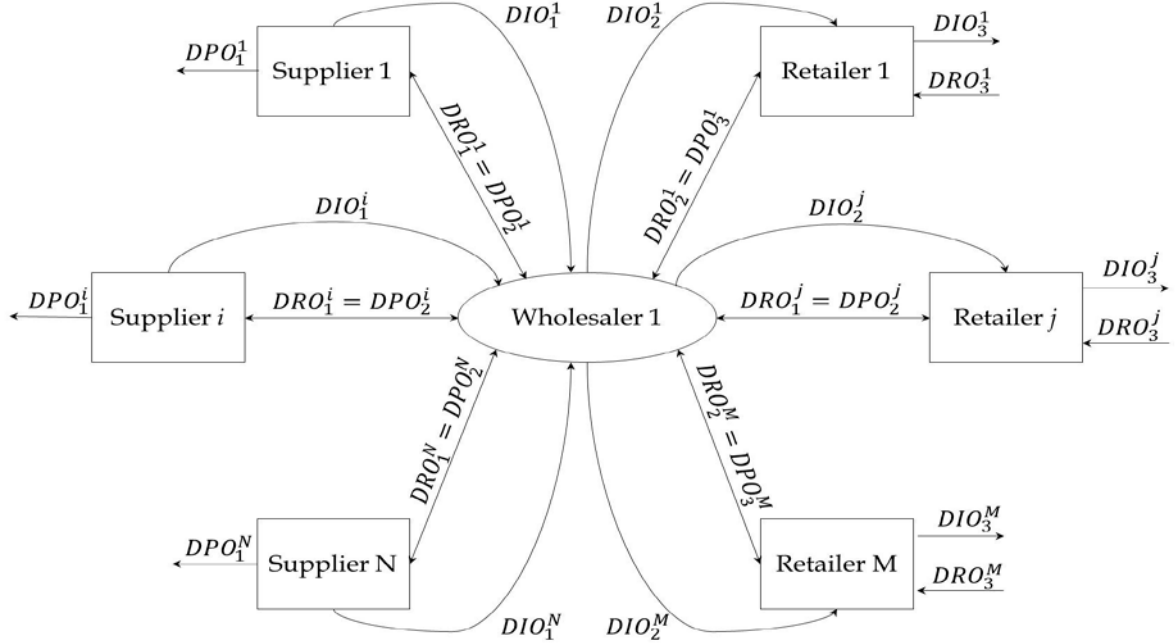 $DIO_1^1$
$DIO_2^1$
$DPO_1^1$
Supplier 1
Retailer 1
$DIO_3^1$
$DRO_3^1$
$DRO_1^1 = DPO_2^1$
$DRO_2^1 = DPO_3^1$
$DIO_1^i$
$DIO_2^j$
$DPO_1^i$
Supplier i
$DRO_1^i = DPO_2^i$
Wholesaler 1
$DRO_1^j = DPO_2^j$
Retailer j
$DIO_3^j$
$DRO_3^j$
$DRO_1^N = DPO_2^N$
$DRO_2^M = DPO_3^M$
$DPO_1^N$
Supplier N
Retailer M
$DIO_3^M$
$DRO_3^M$
$DIO_1^N$
$DIO_2^M$